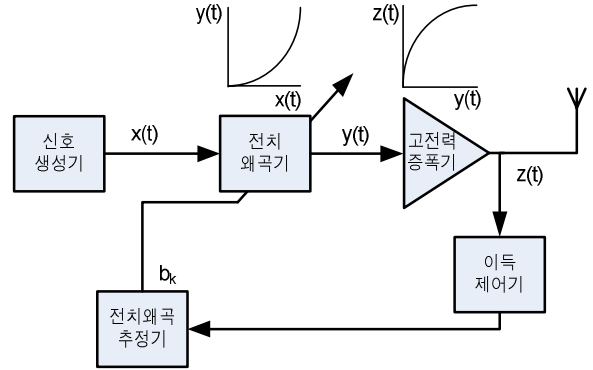 y(t)
x(t)
z(t)
y(t)
신호
생성기
x(t)
전치
왜곡기
y(t)
고전력
증폭기
z(t)
이득
제어기
b_k
전치왜곡
추정기